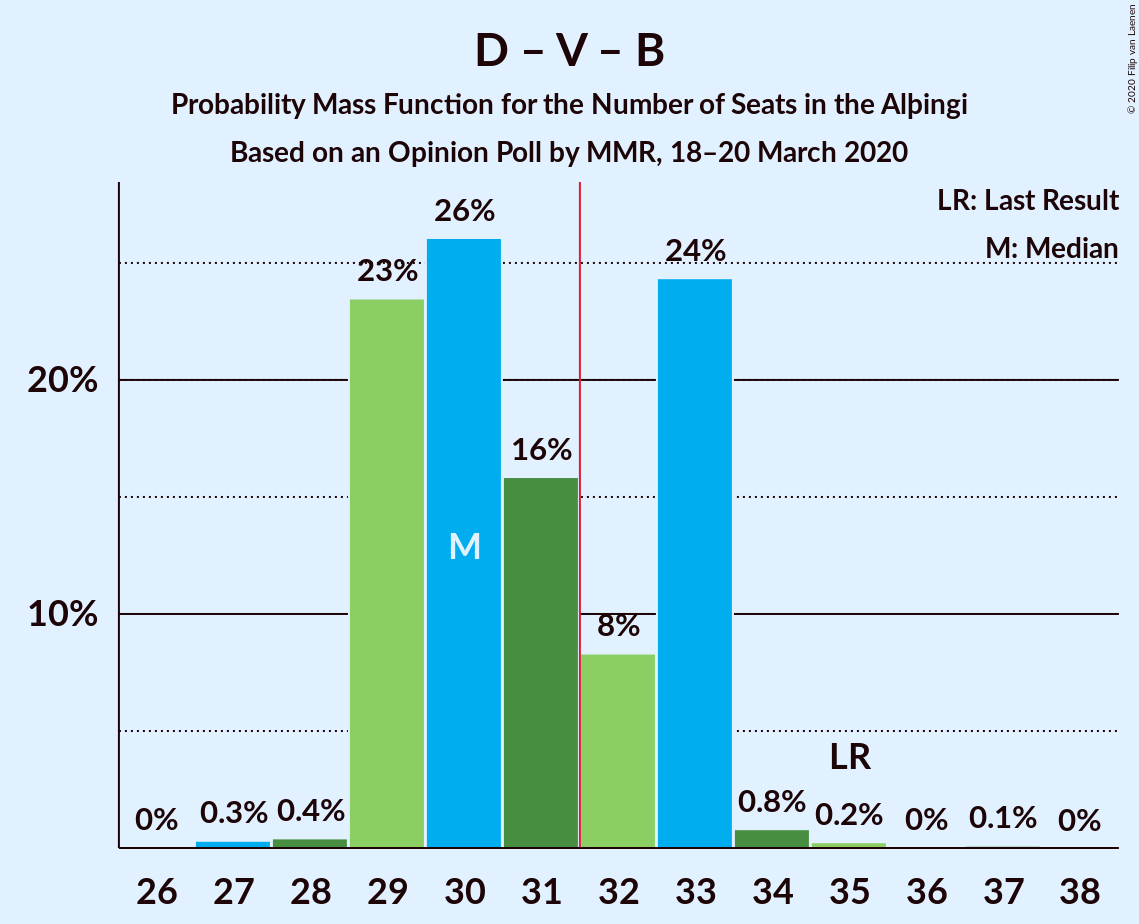 D – V – B
Probability Mass Function for the Number of Seats in the Alþingi
Based on an Opinion Poll by MMR, 18–20 March 2020
© 2020 Filip van Laenen
LR: Last Result
M: Median
20%
10%
0%
0.3%
0.4%
23%
26%
16%
8%
24%
0.8%
0.2%
0%
0.1%
0%
M
LR
26 27 28 29 30 31 32 33 34 35 36 37 38